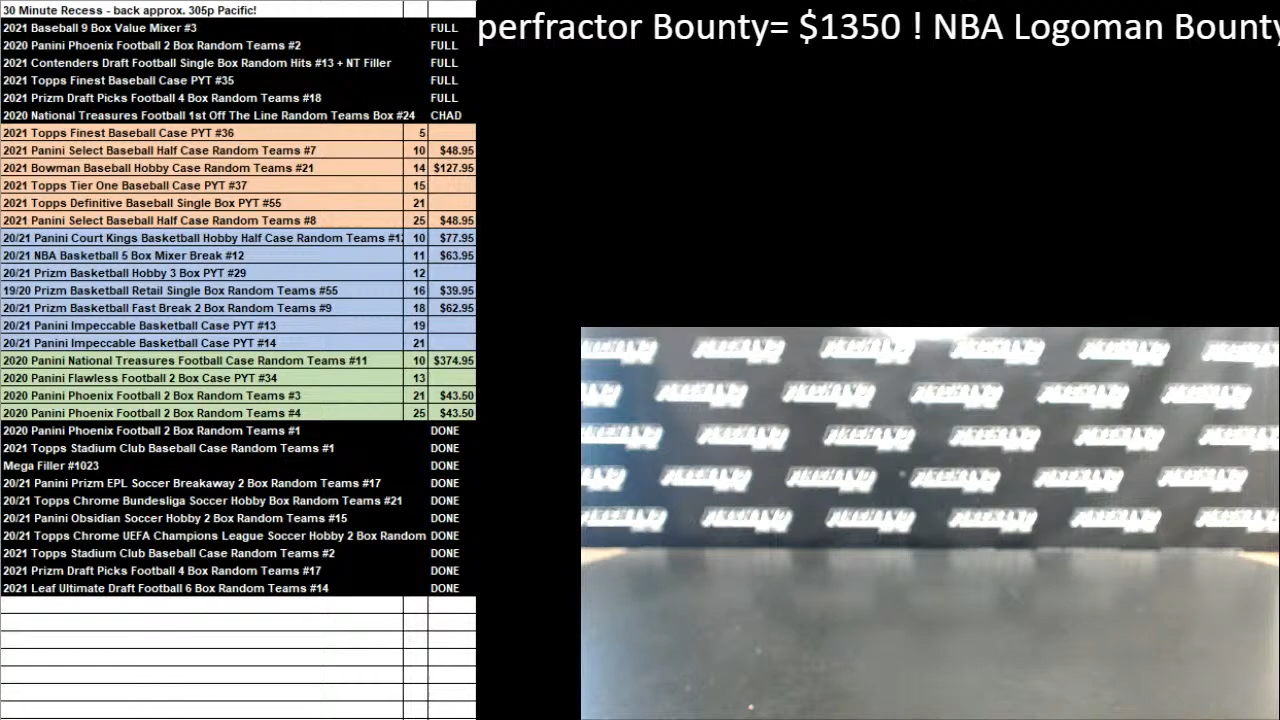 30 Minute Recess - back approx. 305p Pacific!
2021 Baseball 9 Box Value Mixer #3 FULL
2020 Panini Phoenix Football 2 Box Random Teams #2 FULL
2021 Contenders Draft Football Single Box Random Hits #13 + NT Filler FULL
2021 Topps Finest Baseball Case PYT #35 FULL
2021 Prizm Draft Picks Football 4 Box Random Teams #18 FULL
2020 National Treasures Football 1st Off The Line Random Teams Box #24 CHAD
2021 Topps Finest Baseball Case PYT #36 5
2021 Panini Select Baseball Half Case Random Teams #7 10 $48.95
2021 Bowman Baseball Hobby Case Random Teams #21 14 $127.95
2021 Topps Tier One Baseball Case PYT #37 15
2021 Topps Definitive Baseball Single Box PYT #55 21
2021 Panini Select Baseball Half Case Random Teams #8 25 $48.95
20/21 Panini Court Kings Basketball Hobby Half Case Random Teams 10 $77.95
20/21 NBA Basketball 5 Box Mixer Break #12 11 $63.95
20/21 Prizm Basketball Hobby 3 Box PYT #29 12
19/20 Prizm Basketball Retail Single Box Random Teams #55 16 $39.95
20/21 Prizm Basketball Fast Break 2 Box Random Teams #9 18 $62.95
20/21 Panini Impeccable Basketball Case PYT #13 19
20/21 Panini Impeccable Basketball Case PYT #14 21
2020 Panini National Treasures Football Case Random Teams #11 10 $374.95
2020 Panini Flawless Football 2 Box Case PYT #34 13
2020 Panini Phoenix Football 2 Box Random Teams #3 21 $43.50
2020 Panini Phoenix Football 2 Box Random Teams #4 25 $43.50
2020 Panini Phoenix Football 2 Box Random Teams #1 DONE
2021 Topps Stadium Club Baseball Case Random Teams #1 DONE
Mega Filler #1023 DONE
20/21 Panini Prizm EPL Soccer Breakaway 2 Box Random Teams #17 DONE
20/21 Topps Chrome Bundesliga Soccer Hobby Box Random Teams #21 DONE
20/21 Panini Obsidian Soccer Hobby 2 Box Random Teams #15 DONE
20/21 Topps Chrome UEFA Champions League Soccer Hobby 2 Box Random DONE
2021 Topps Stadium Club Baseball Case Random Teams #2 DONE
2021 Prizm Draft Picks Football 4 Box Random Teams #17 DONE
2021 Leaf Ultimate Draft Football 6 Box Random Teams #14 DONE
perfractor Bounty= $1350 ! NBA Logoman Bounty